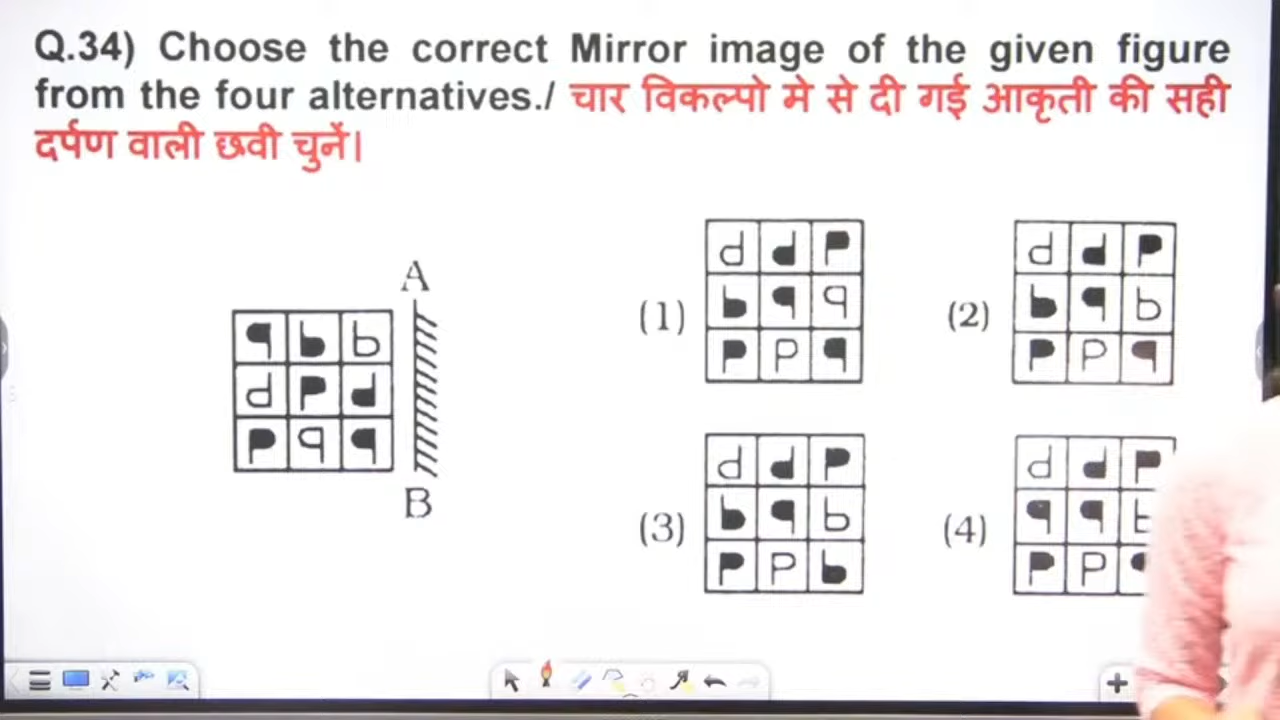 Q.34) Choose the correct Mirror image of the given figure
from the four alternatives./ चार विकल्पो मे से दी गई आकृती की सही
दर्पण वाली छवी चुनें।
A
B
q b b
d P d
P q q
(1)
d d P
b q q
P P q
(2)
d d P
b q b
P P q
(3)
d d P
b q b
P P b
(4)
d d P
q q
P P